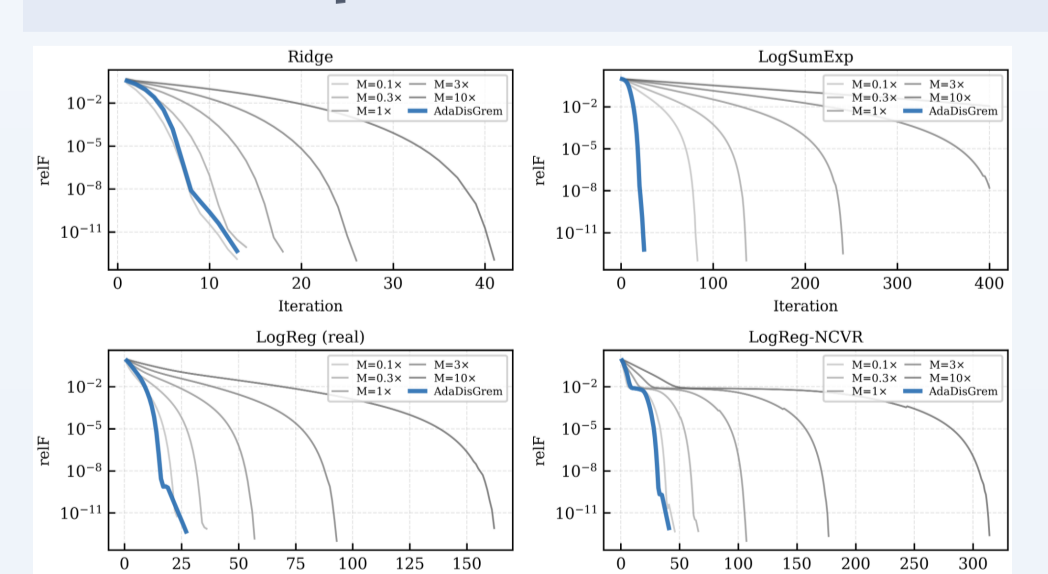 Ridge
M=0.1× M=3×
M=0.3× M=10×
M=1× AdaDisGrem
relF
10⁻²
10⁻⁵
10⁻⁸
10⁻¹¹
0 10 20 30 40
Iteration
LogSumExp
M=0.1× M=3×
M=0.3× M=10×
M=1× AdaDisGrem
relF
10⁻²
10⁻⁵
10⁻⁸
10⁻¹¹
0 100 200 300 400
Iteration
LogReg (real)
M=0.1× M=3×
M=0.3× M=10×
M=1× AdaDisGrem
relF
10⁻²
10⁻⁵
10⁻⁸
10⁻¹¹
0 25 50 75 100 125 150
LogReg-NCVR
M=0.1× M=3×
M=0.3× M=10×
M=1× AdaDisGrem
relF
10⁻²
10⁻⁵
10⁻⁸
10⁻¹¹
0 50 100 150 200 250 300